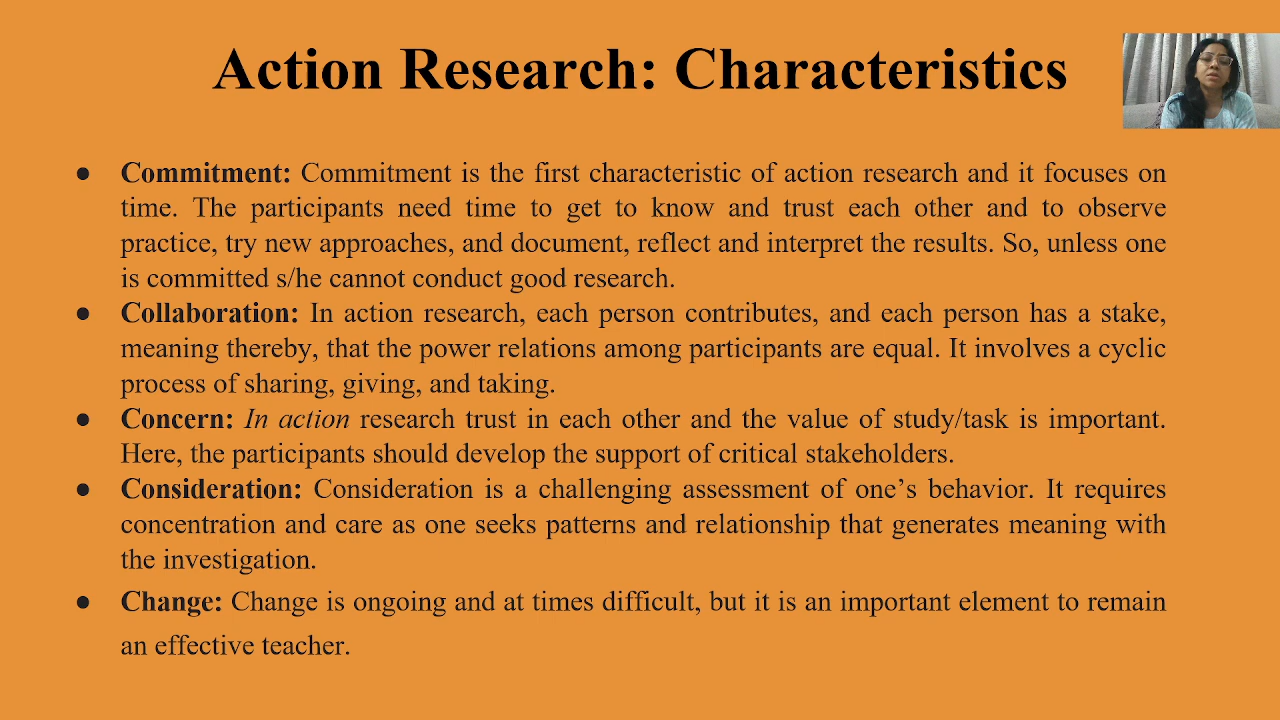 Action Research: Characteristics
● Commitment: Commitment is the first characteristic of action research and it focuses on
time. The participants need time to get to know and trust each other and to observe
practice, try new approaches, and document, reflect and interpret the results. So, unless one
is committed s/he cannot conduct good research.
● Collaboration: In action research, each person contributes, and each person has a stake,
meaning thereby, that the power relations among participants are equal. It involves a cyclic
process of sharing, giving, and taking.
● Concern: In action research trust in each other and the value of study/task is important.
Here, the participants should develop the support of critical stakeholders.
● Consideration: Consideration is a challenging assessment of one’s behavior. It requires
concentration and care as one seeks patterns and relationship that generates meaning with
the investigation.
● Change: Change is ongoing and at times difficult, but it is an important element to remain
an effective teacher.